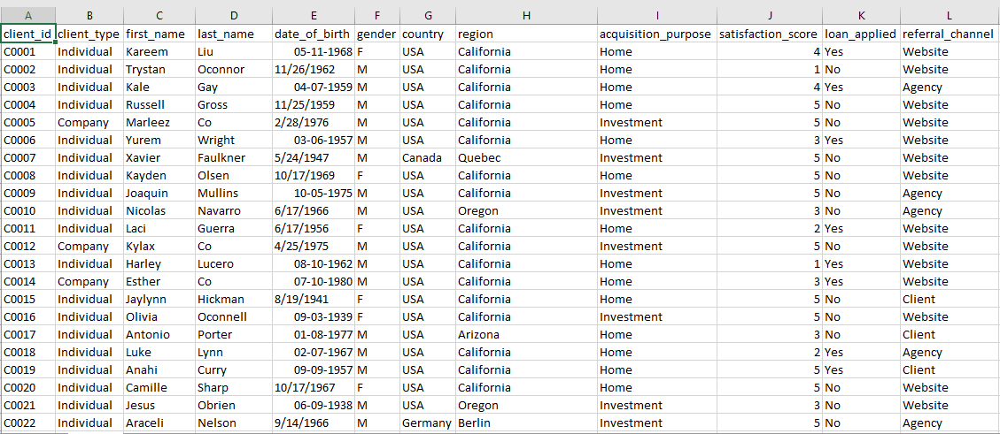 A B C D E F G H I J K L
client_id client_type first_name last_name date_of_birth gender country region acquisition_purpose satisfaction_score loan_applied referral_channel
C0001 Individual Kareem Liu 05-11-1968 F USA California Home 4 Yes Website
C0002 Individual Trystan Oconnor 11/26/1962 M USA California Home 1 No Website
C0003 Individual Kale Gay 04-07-1959 M USA California Home 4 Yes Agency
C0004 Individual Russell Gross 11/25/1959 M USA California Home 5 No Website
C0005 Company Marleez Co 2/28/1976 M USA California Investment 5 No Website
C0006 Individual Yurem Wright 03-06-1957 M USA California Home 3 Yes Website
C0007 Individual Xavier Faulkner 5/24/1947 M Canada Quebec Investment 5 No Website
C0008 Individual Kayden Olsen 10/17/1969 F USA California Home 5 No Website
C0009 Individual Joaquin Mullins 10-05-1975 M USA California Investment 5 No Agency
C0010 Individual Nicolas Navarro 6/17/1966 M USA Oregon Investment 3 No Agency
C0011 Individual Laci Guerra 6/17/1956 F USA California Home 2 Yes Website
C0012 Company Kylax Co 4/25/1975 M USA California Investment 5 No Website
C0013 Individual Harley Lucero 08-10-1962 M USA California Home 1 Yes Website
C0014 Company Esther Co 07-10-1980 M USA California Home 3 Yes Website
C0015 Individual Jaylynn Hickman 8/19/1941 F USA California Home 5 No Client
C0016 Individual Olivia Oconnell 09-03-1939 F USA California Investment 5 No Website
C0017 Individual Antonio Porter 01-08-1977 M USA Arizona Home 3 No Client
C0018 Individual Luke Lynn 02-07-1967 M USA California Home 2 Yes Agency
C0019 Individual Anahi Curry 09-09-1957 M USA California Home 5 Yes Client
C0020 Individual Camille Sharp 10/17/1967 F USA California Home 5 No Website
C0021 Individual Jesus Obrien 06-09-1938 M USA Oregon Investment 3 No Website
C0022 Individual Araceli Nelson 9/14/1966 M Germany Berlin Investment 5 No Agency